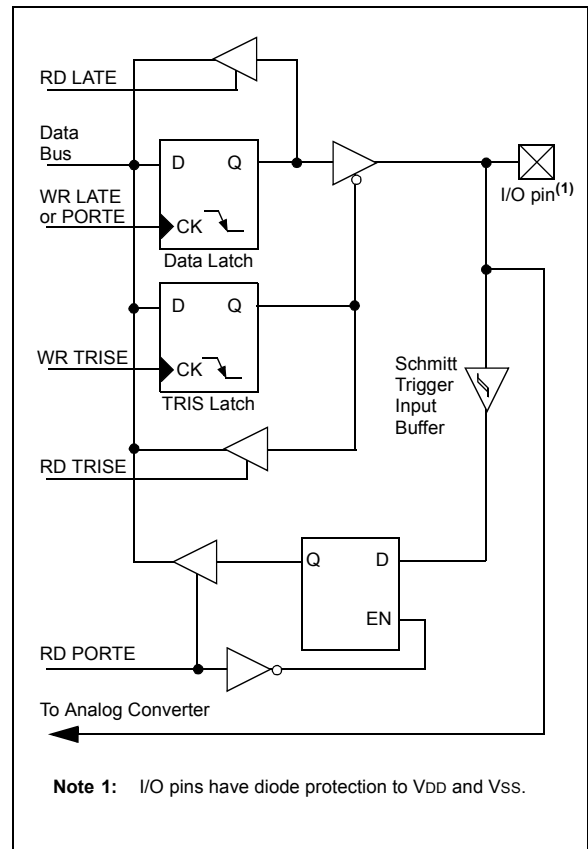 RD LATE
Data
Bus
D Q
WR LATE
or PORTE
CK
Data Latch
I/O pin(1)
D Q
WR TRISE
CK
TRIS Latch
Schmitt
Trigger
Input
Buffer
RD TRISE
Q D
EN
RD PORTE
To Analog Converter
Note 1: I/O pins have diode protection to VDD and VSS.